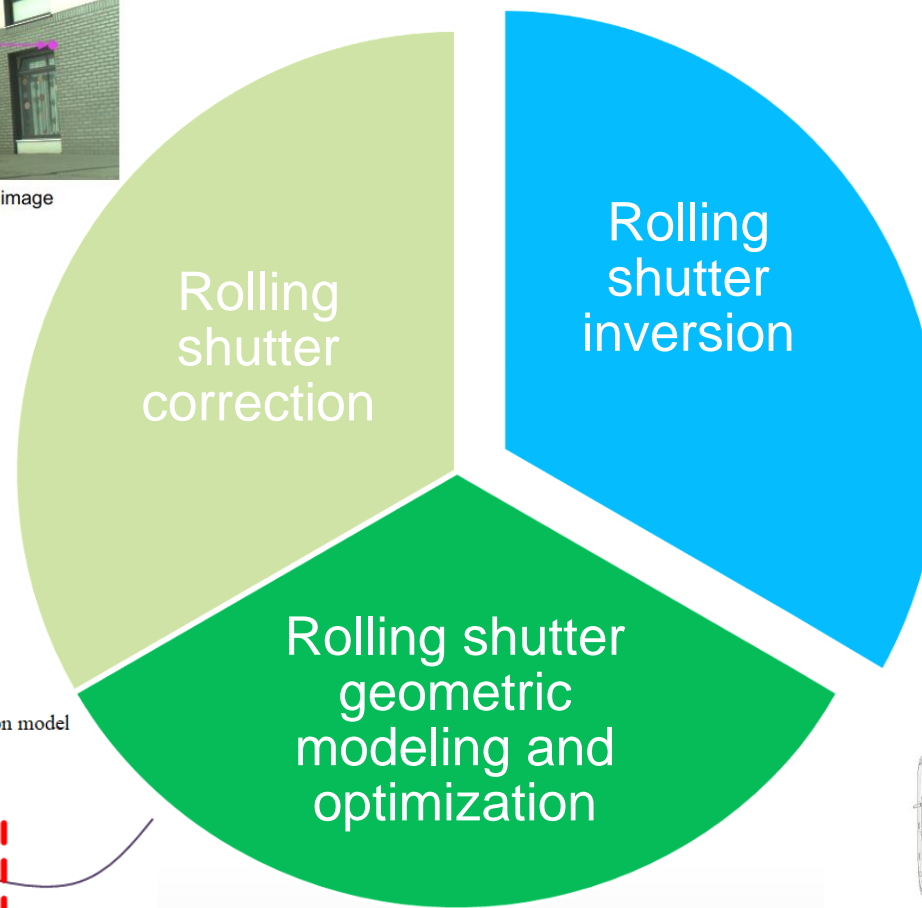 image
Rolling
shutter
inversion
Rolling
shutter
correction
Rolling shutter
geometric
modeling and
optimization
model